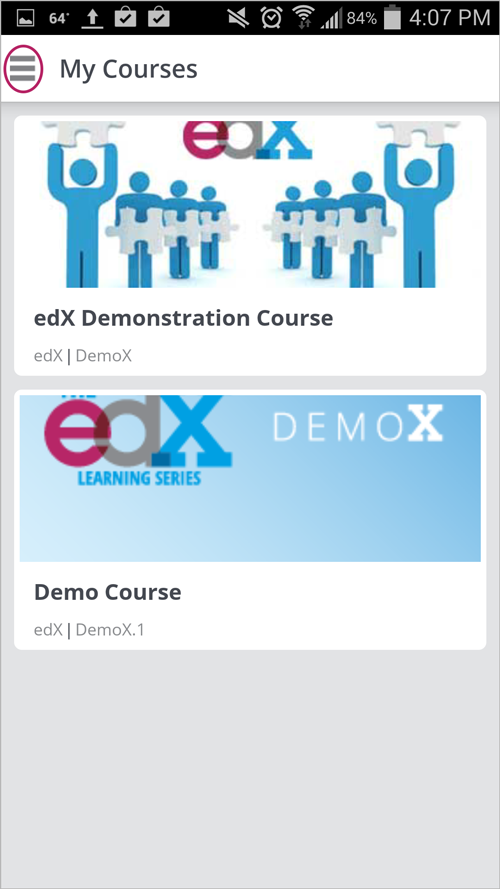 64°
84%
4:07 PM
My Courses
edX
edX Demonstration Course
edX | DemoX
edX
DEMOX
LEARNING SERIES
Demo Course
edX | DemoX.1